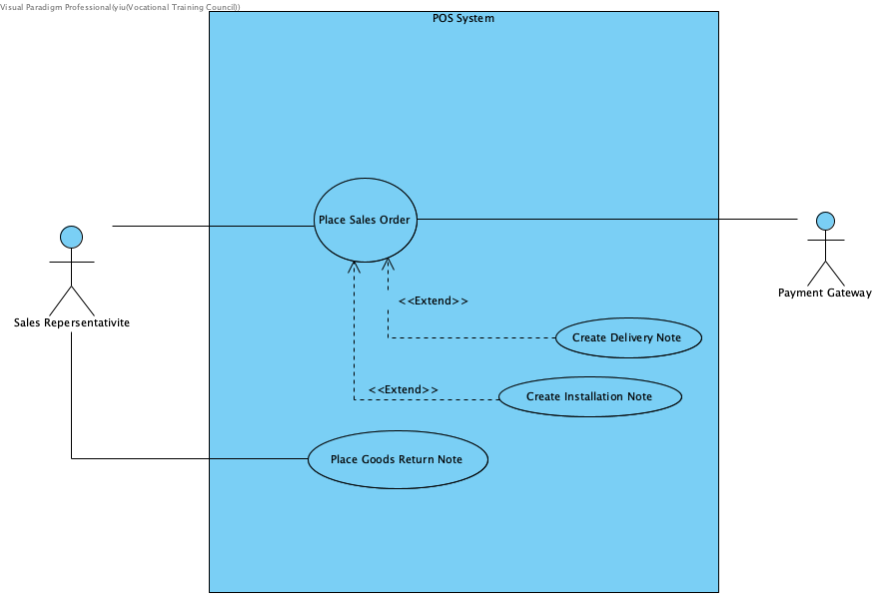 Visual Paradigm Professional(yiu(Vocational Training Council))
POS System
Place Sales Order
Payment Gateway
<<Extend>>
Sales Repersentativite
Create Delivery Note
<<Extend>>
Create Installation Note
Place Goods Return Note